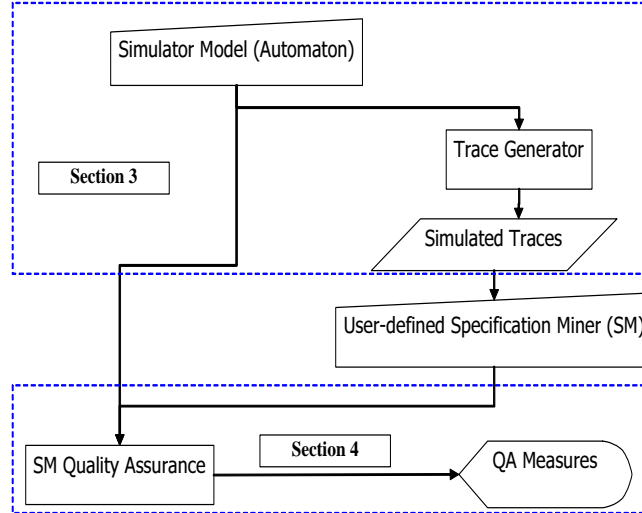 Simulator Model (Automaton)
Trace Generator
Section 3
Simulated Traces
User-defined Specification Miner (SM)
Section 4
SM Quality Assurance
QA Measures